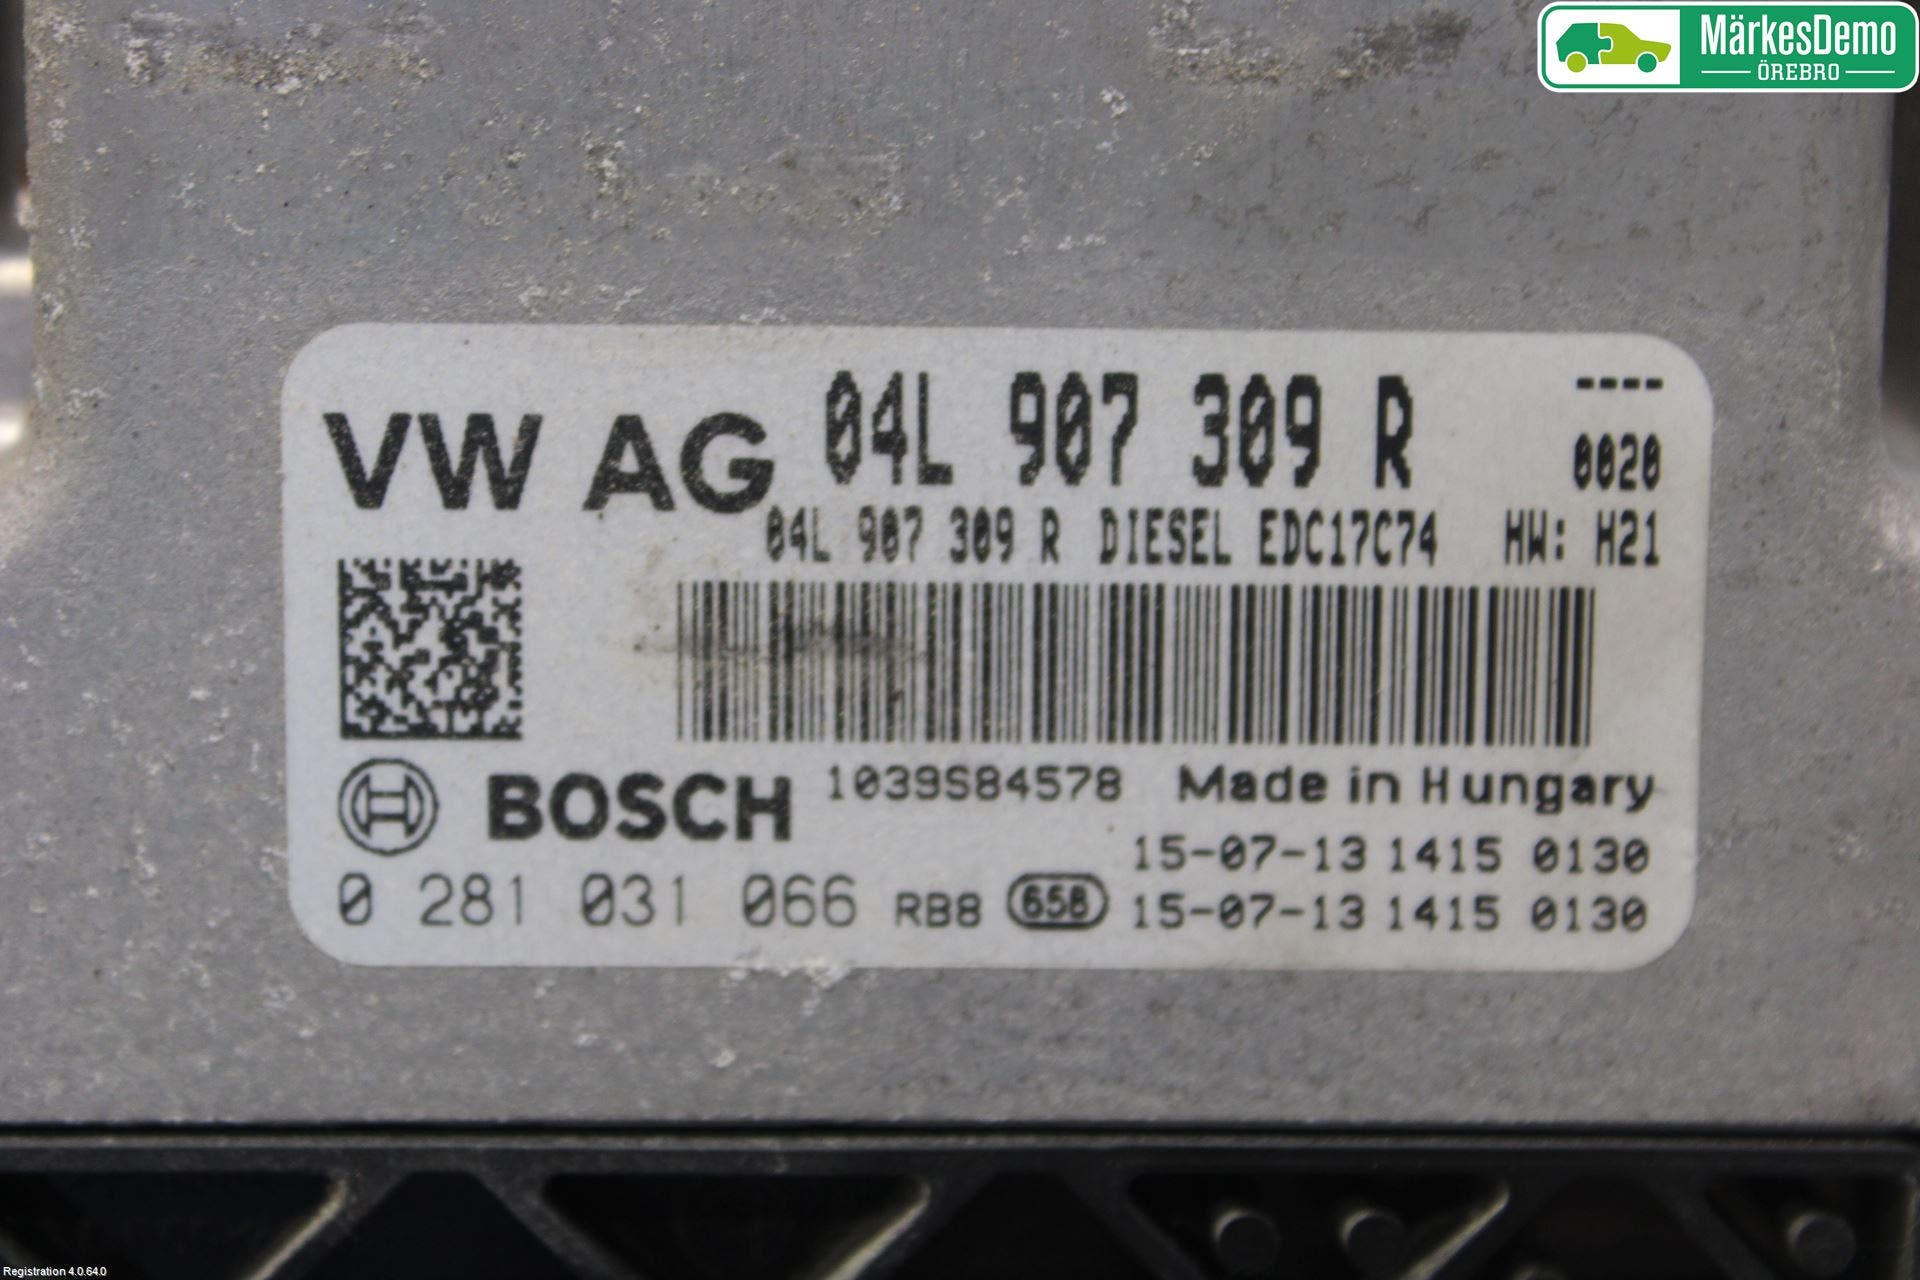 MärkesDemo
ÖREBRO
VW AG 04L 907 309 R ----
0020
04L 907 309 R DIESEL EDC17C74 HW: H21
BOSCH 1039S84578 Made in Hungary
15-07-13 1415 0130
0 281 031 066 RB8 65B 15-07-13 1415 0130
Registration 4.0.64.0